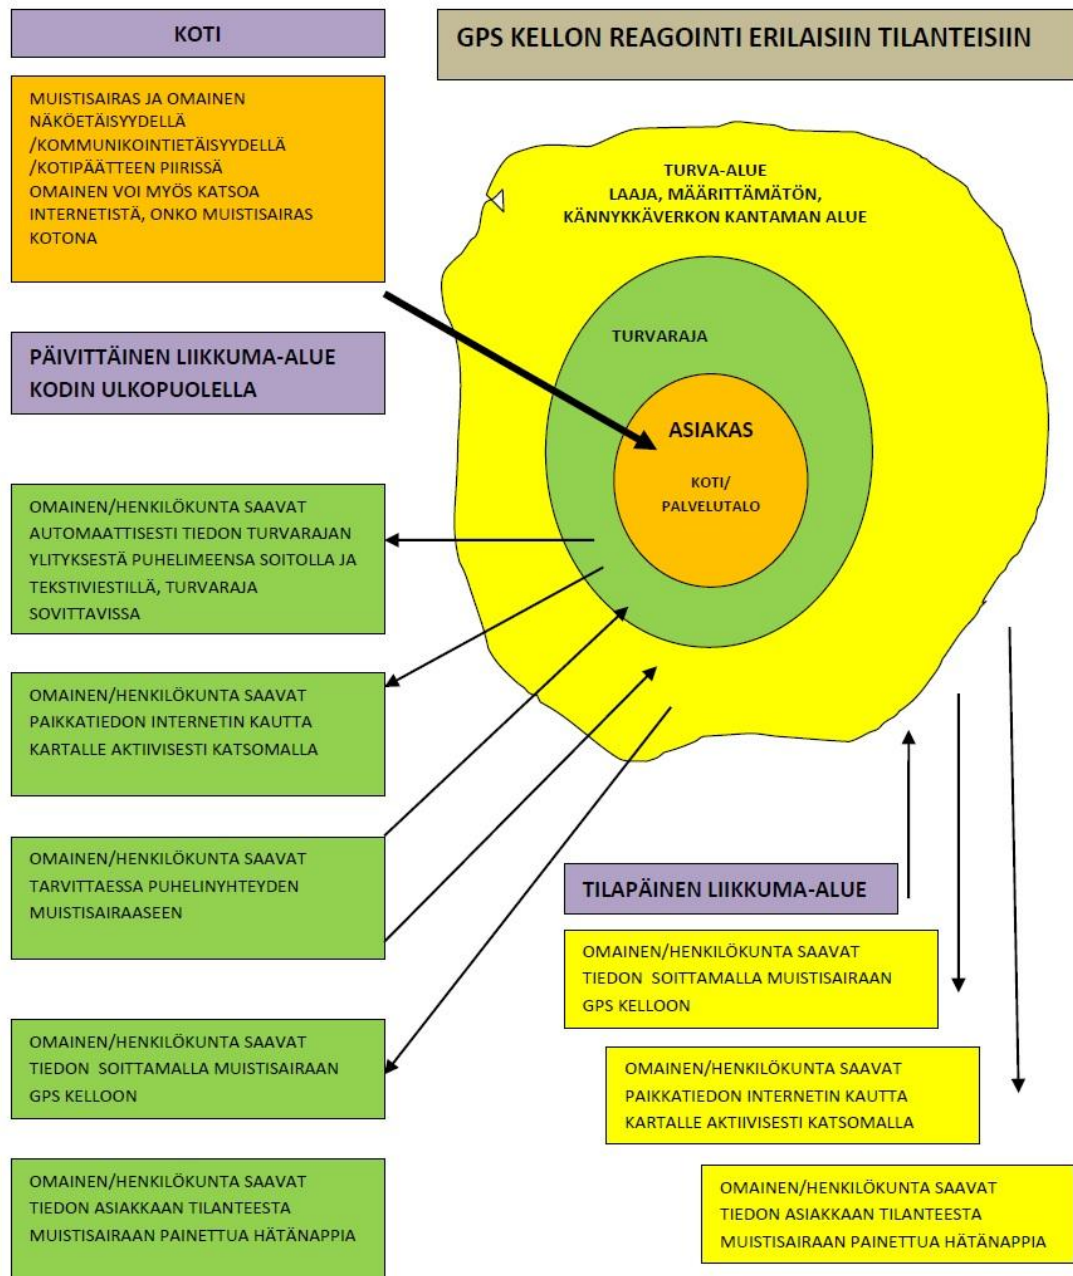 KOTI
GPS KELLON REAGOINTI ERILAISIIN TILANTEISIIN
MUISTISAIRAS JA OMAINEN
NÄKÖETÄISYYDELLÄ
/KOMMUNIKOINTIETÄISYYDELLÄ
/KOTIPÄÄTTEEN PIIRISSÄ
OMAINEN VOI MYÖS KATSOA
INTERNETISTÄ, ONKO MUISTISAIRAS
KOTONA
TURVA-ALUE
LAAJA, MÄÄRITTÄMÄTÖN,
KÄNNYKKÄVERKON KANTAMAN ALUE
TURVARAJA
ASIAKAS
KOTI/
PALVELUTALO
PÄIVITTÄINEN LIIKKUMA-ALUE
KODIN ULKOPUOLELLA
OMAINEN/HENKILÖKUNTA SAAVAT
AUTOMAATTISESTI TIEDON TURVARAJAN
YLITYKSESTÄ PUHELIMEENSA SOITOLLA JA
TEKSTIVIESTILLÄ, TURVARAJA
SOVITTAVISSA
OMAINEN/HENKILÖKUNTA SAAVAT
PAIKKATIEDON INTERNETIN KAUTTA
KARTALLE AKTIIVISESTI KATSOMALLA
OMAINEN/HENKILÖKUNTA SAAVAT
TARVITTAESSA PUHELINYHTEYDEN
MUISTISAIRAASEEN
OMAINEN/HENKILÖKUNTA SAAVAT
TIEDON SOITTAMALLA MUISTISAIRAAN
GPS KELLOON
OMAINEN/HENKILÖKUNTA SAAVAT
TIEDON ASIAKKAAN TILANTEESTA
MUISTISAIRAAN PAINETTUA HÄTÄNAPPIA
TILAPÄINEN LIIKKUMA-ALUE
OMAINEN/HENKILÖKUNTA SAAVAT
TIEDON SOITTAMALLA MUISTISAIRAAN
GPS KELLOON
OMAINEN/HENKILÖKUNTA SAAVAT
PAIKKATIEDON INTERNETIN KAUTTA
KARTALLE AKTIIVISESTI KATSOMALLA
OMAINEN/HENKILÖKUNTA SAAVAT
TIEDON ASIAKKAAN TILANTEESTA
MUISTISAIRAAN PAINETTUA HÄTÄNAPPIA